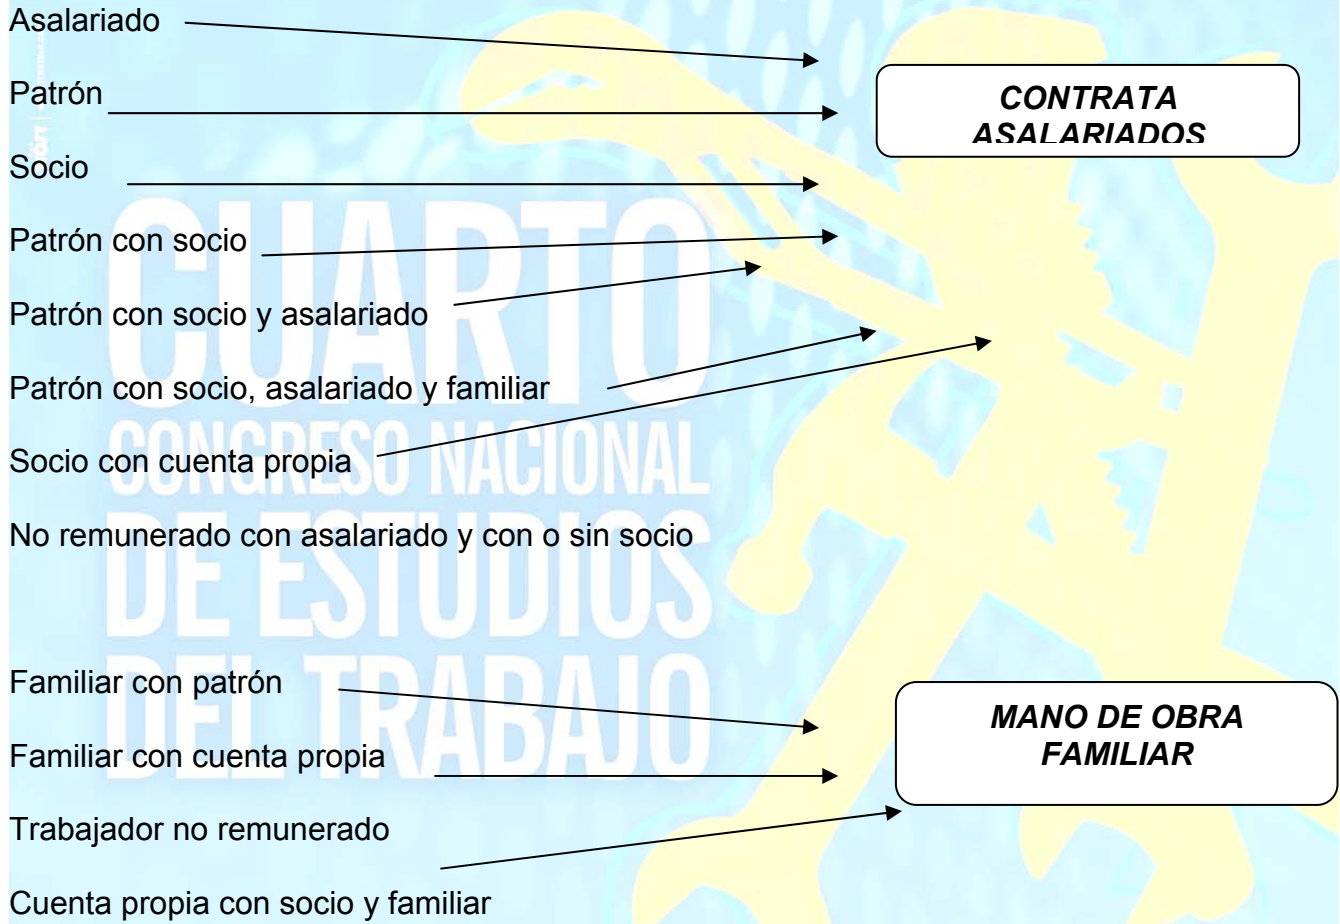 Asalariado
Patrón
CONTRATA
ASALARIADOS
Socio
Patrón con socio
Patrón con socio y asalariado
Patrón con socio, asalariado y familiar
Socio con cuenta propia
No remunerado con asalariado y con o sin socio
Familiar con patrón
MANO DE OBRA
FAMILIAR
Familiar con cuenta propia
Trabajador no remunerado
Cuenta propia con socio y familiar
CUARTO
CONGRESO NACIONAL
DE ESTUDIOS
DEL TRABAJO